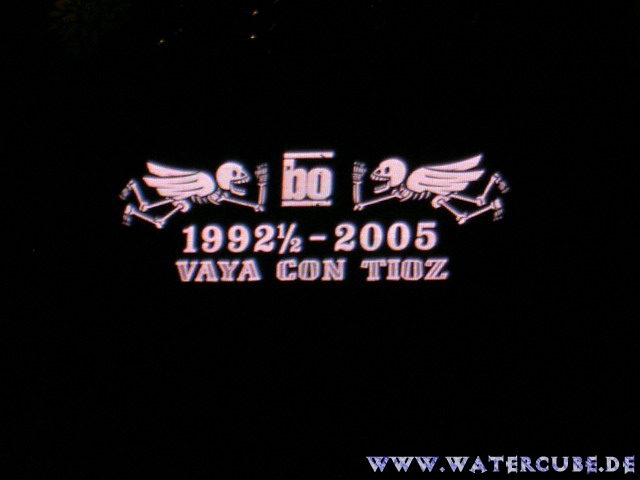 bo
1992½-2005
VAYA CON TIOZ
WWW.WATERCUBE.DE